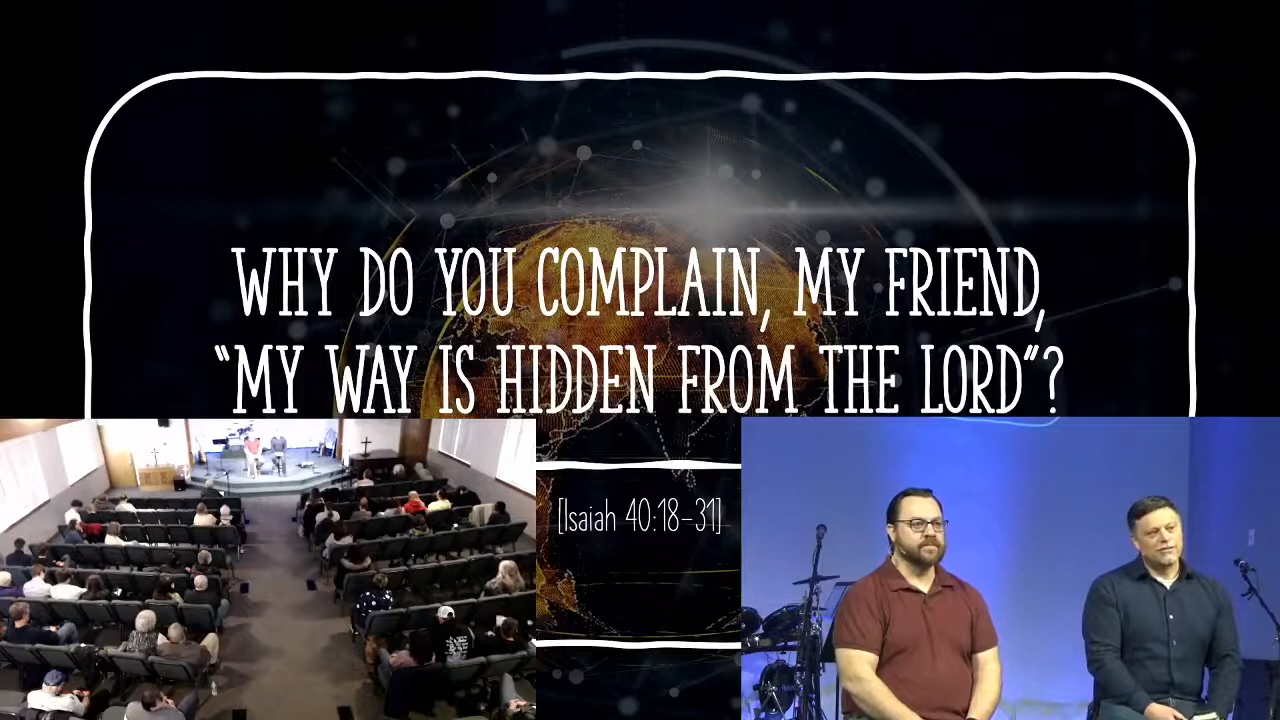 WHY DO YOU COMPLAIN, MY FRIEND,
“MY WAY IS HIDDEN FROM THE LORD”?
[Isaiah 40:18-31]